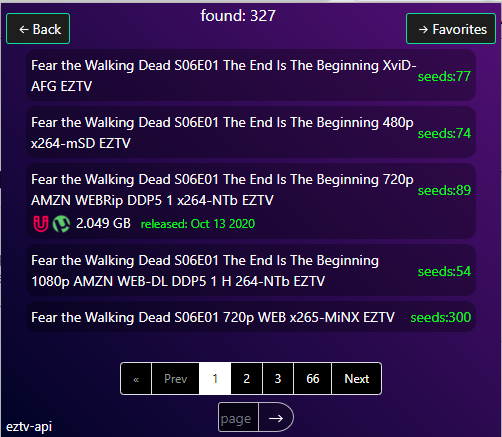 found: 327
← Back
→ Favorites
Fear the Walking Dead S06E01 The End Is The Beginning XviD-
AFG EZTV
seeds:77
Fear the Walking Dead S06E01 The End Is The Beginning 480p
x264-mSD EZTV
seeds:74
Fear the Walking Dead S06E01 The End Is The Beginning 720p
AMZN WEBRip DDP5 1 x264-NTb EZTV
seeds:89
2.049 GB released: Oct 13 2020
Fear the Walking Dead S06E01 The End Is The Beginning
1080p AMZN WEB-DL DDP5 1 H 264-NTb EZTV
seeds:54
Fear the Walking Dead S06E01 720p WEB x265-MiNX EZTV seeds:300
« Prev 1 2 3 66 Next
page →
eztv-api